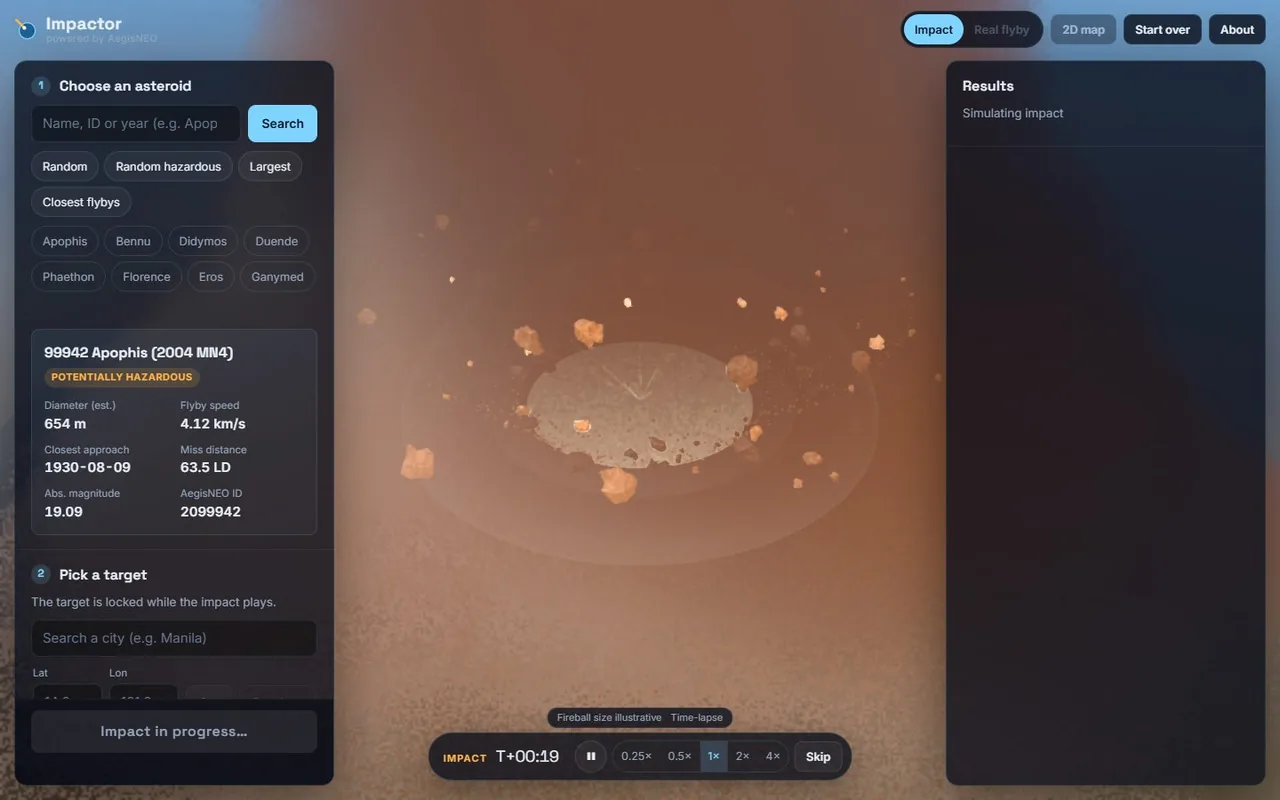 Impactor
powered by AegisNEO
Impact
Real flyby
2D map
Start over
About
1 Choose an asteroid
Name, ID or year (e.g. Apop
Search
Random
Random hazardous
Largest
Closest flybys
Apophis
Bennu
Didymos
Duende
Phaethon
Florence
Eros
Ganymed
99942 Apophis (2004 MN4)
POTENTIALLY HAZARDOUS
Diameter (est.)
Flyby speed
654 m
4.12 km/s
Closest approach
Miss distance
1930-08-09
63.5 LD
Abs. magnitude
AegisNEO ID
19.09
2099942
2 Pick a target
The target is locked while the impact plays.
Search a city (e.g. Manila)
Lat
Lon
Impact in progress…
Fireball size illustrative
Time-lapse
IMPACT
T+00:19
0.25×
0.5×
1×
2×
4×
Skip
Results
Simulating impact